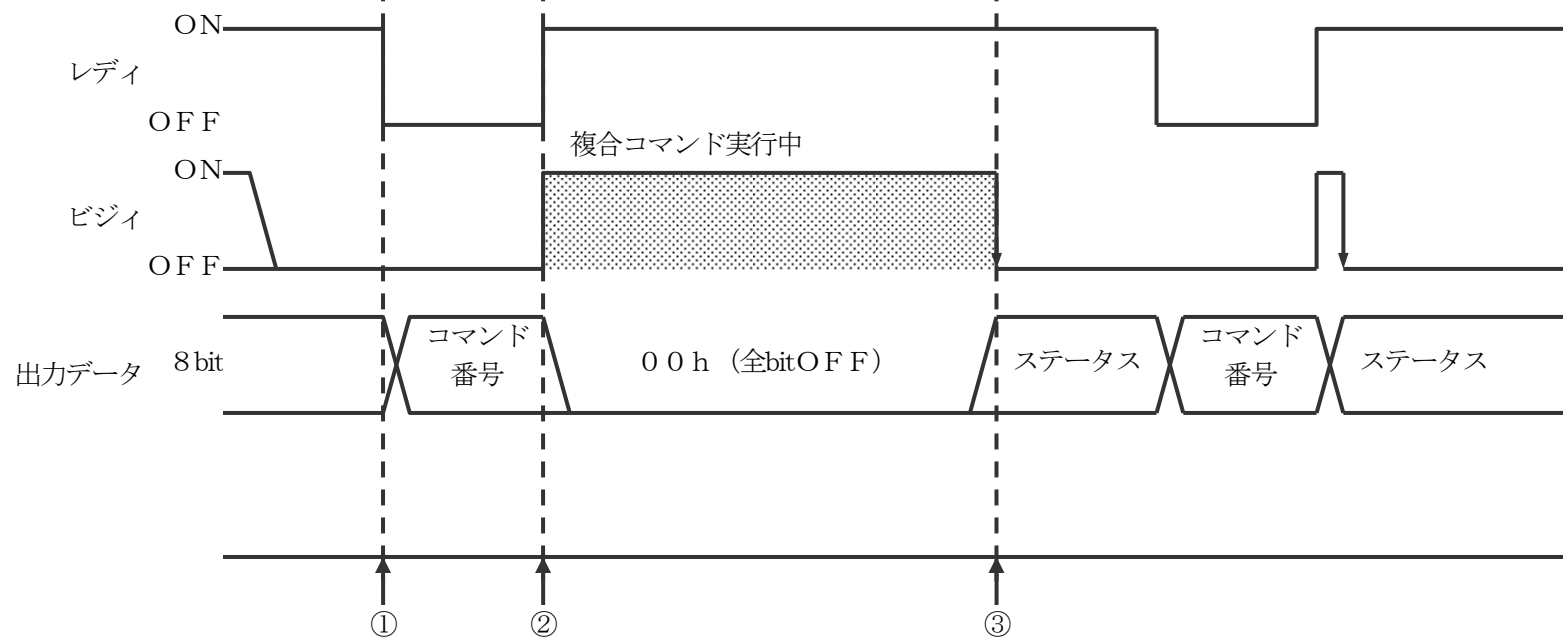 ＯＮ
レディ
ＯＦＦ
複合コマンド実行中
ＯＮ
ビジィ
ＯＦＦ
出力データ
８bit
コマンド
番号
００ｈ（全bitＯＦＦ）
ステータス
コマンド
番号
ステータス
①
②
③